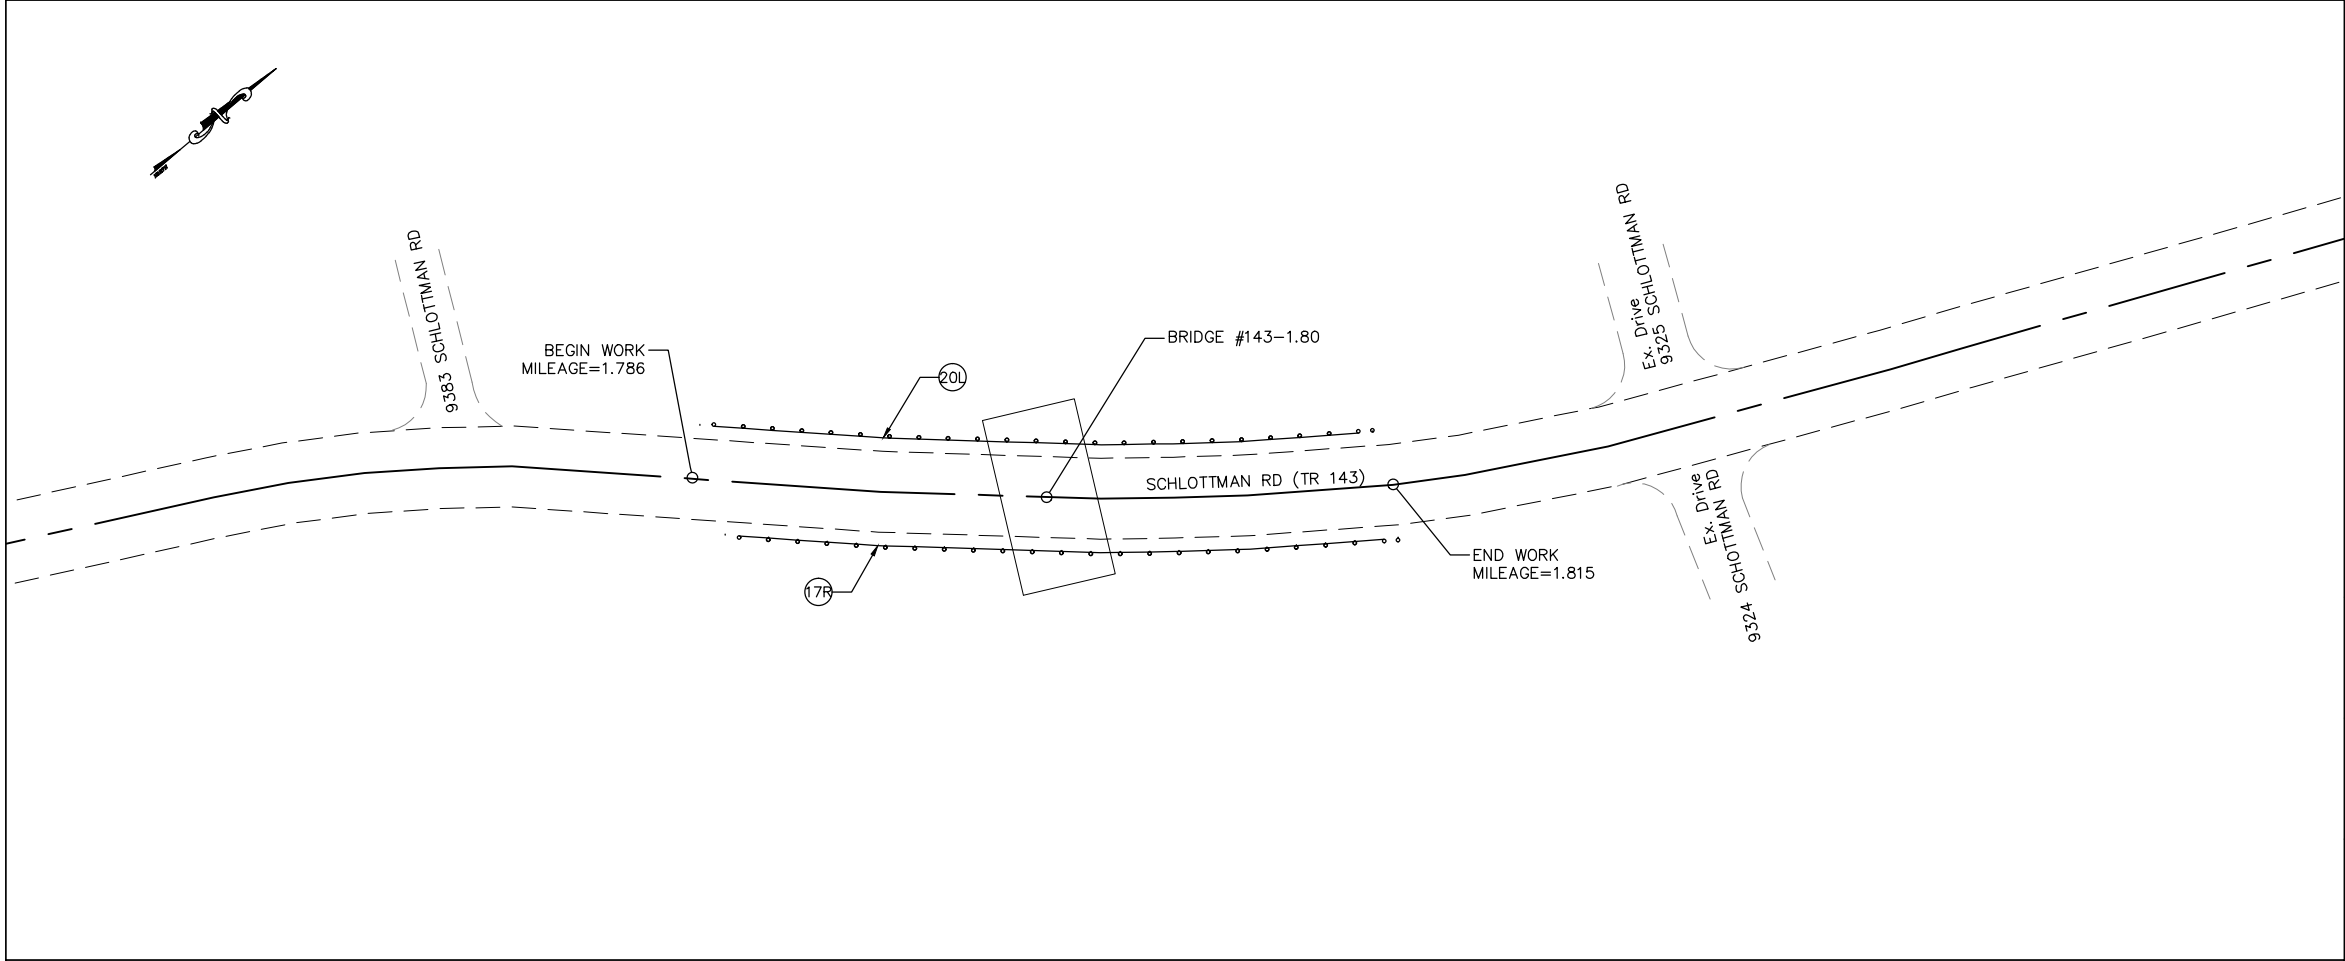 9383 SCHLOTTMAN RD
BEGIN WORK
MILEAGE=1.786
20L
BRIDGE #143-1.80
Ex. Drive
9325 SCHLOTTMAN RD
SCHLOTTMAN RD (TR 143)
17R
END WORK
MILEAGE=1.815
Ex. Drive
9324 SCHOTTMAN RD